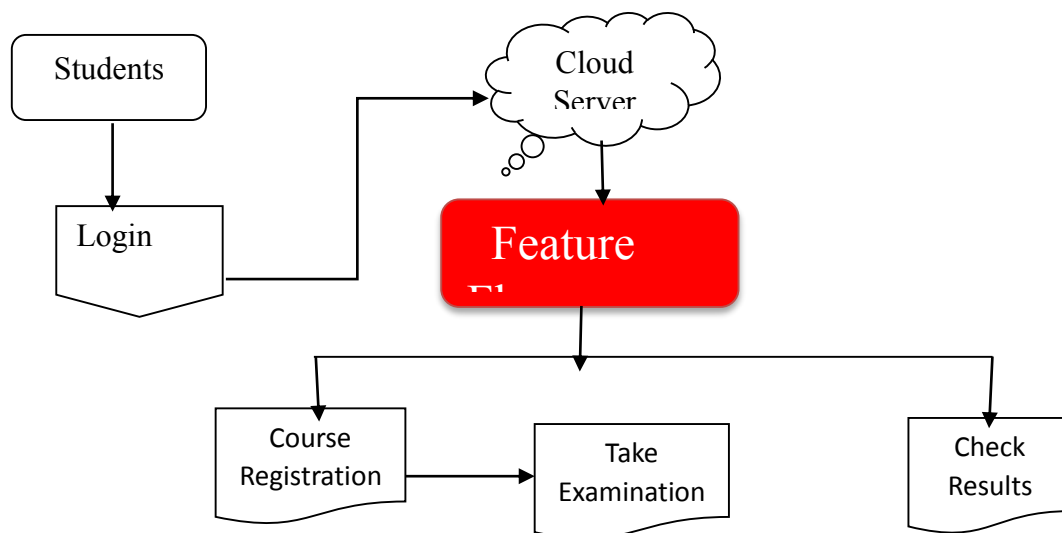 Students
Cloud
Server
Login
Feature
Course
Registration
Take
Examination
Check
Results